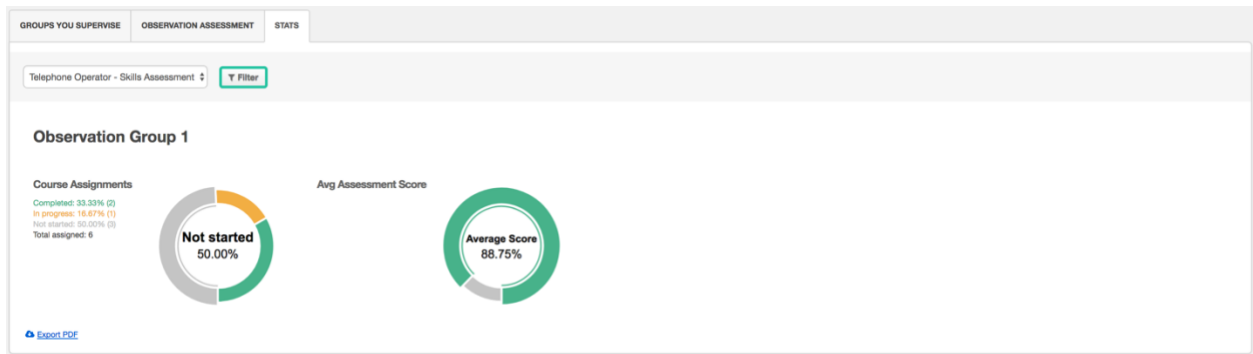 GROUPS YOU SUPERVISE
OBSERVATION ASSESSMENT
STATS
Telephone Operator - Skills Assessment
Filter
Observation Group 1
Course Assignments
Completed: 33.33% (2)
In progress: 16.67% (1)
Not started: 50.00% (3)
Total assigned: 6
Not started
50.00%
Avg Assessment Score
Average Score
88.75%
Export PDF